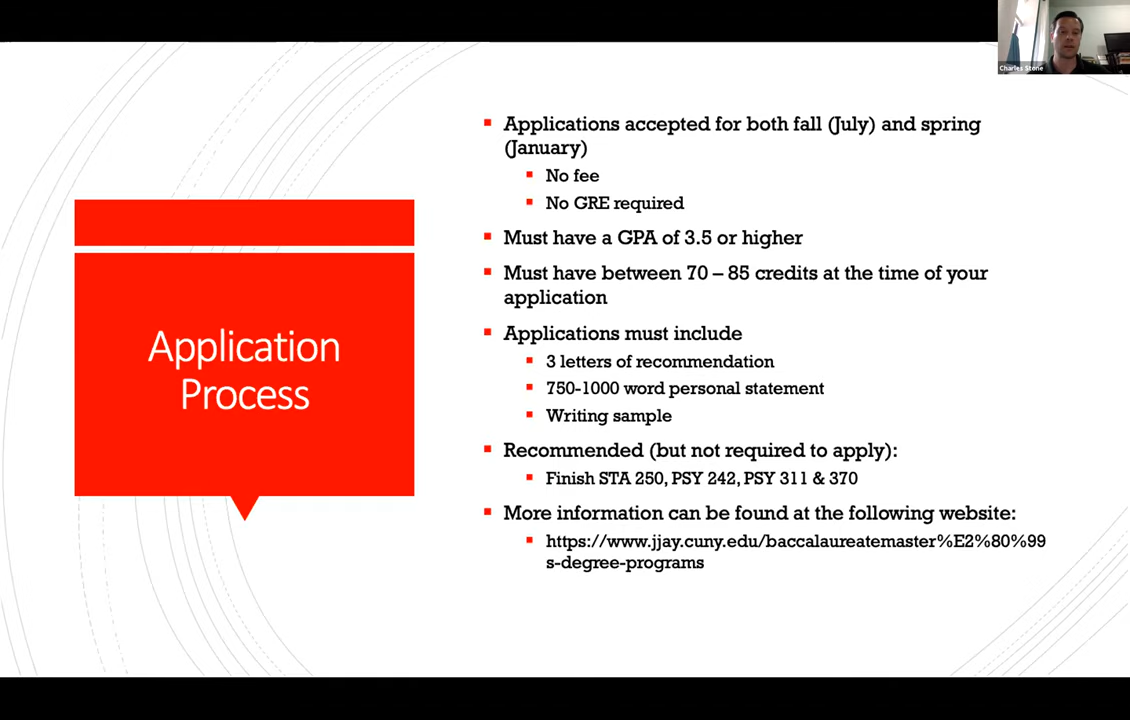 Charles Stone
Application
Process
Applications accepted for both fall (July) and spring
(January)
No fee
No GRE required
Must have a GPA of 3.5 or higher
Must have between 70 – 85 credits at the time of your
application
Applications must include
3 letters of recommendation
750-1000 word personal statement
Writing sample
Recommended (but not required to apply):
Finish STA 250, PSY 242, PSY 311 & 370
More information can be found at the following website:
https://www.jjay.cuny.edu/baccalaureatemaster%E2%80%99
s-degree-programs